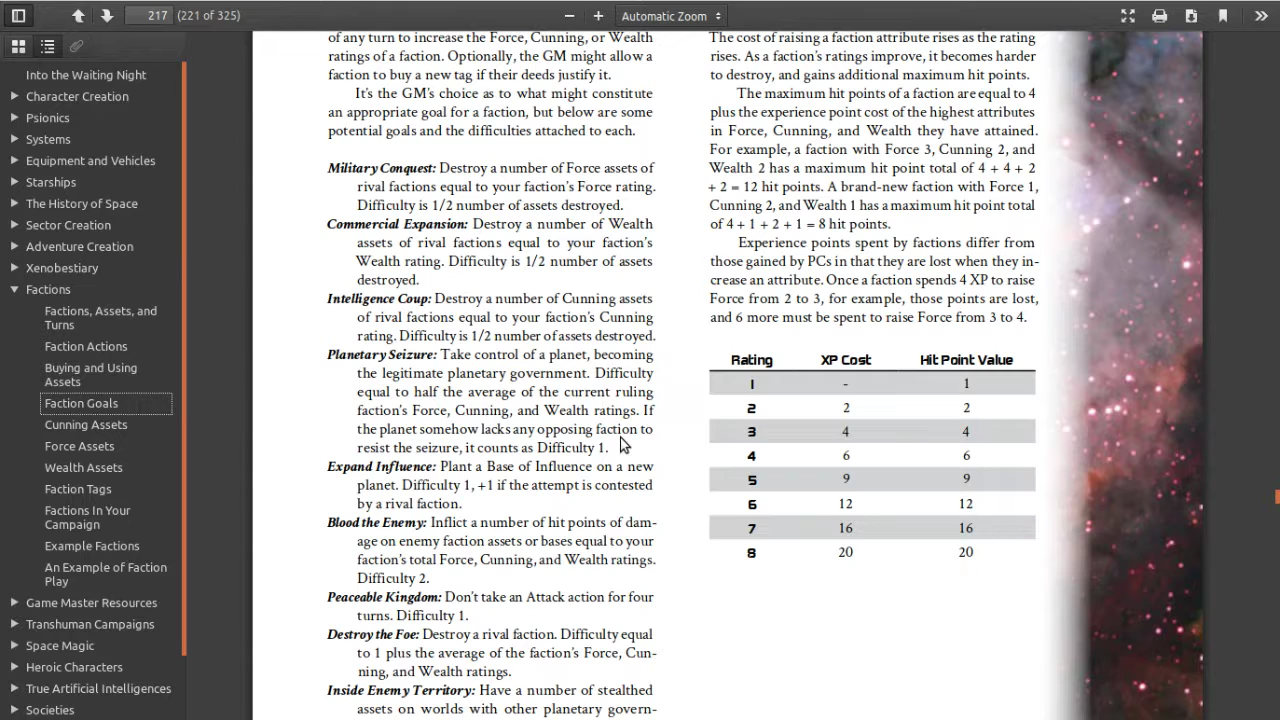 217 (221 of 325)
Automatic Zoom
Into the Waiting Night
Character Creation
Psionics
Systems
Equipment and Vehicles
Starships
The History of Space
Sector Creation
Adventure Creation
Xenobestiary
Factions
Factions, Assets, and
Turns
Faction Actions
Buying and Using
Assets
Faction Goals
Cunning Assets
Force Assets
Wealth Assets
Faction Tags
Factions In Your
Campaign
Example Factions
An Example of Faction
Play
Game Master Resources
Transhuman Campaigns
Space Magic
Heroic Characters
True Artificial Intelligences
Societies
of any turn to increase the Force, Cunning, or Wealth
ratings of a faction. Optionally, the GM might allow a
faction to buy a new tag if their deeds justify it.
It's the GM's choice as to what might constitute
an appropriate goal for a faction, but below are some
potential goals and the difficulties attached to each.
Military Conquest: Destroy a number of Force assets of
rival factions equal to your faction's Force rating.
Difficulty is 1/2 number of assets destroyed.
Commercial Expansion: Destroy a number of Wealth
assets of rival factions equal to your faction's
Wealth rating. Difficulty is 1/2 number of assets
destroyed.
Intelligence Coup: Destroy a number of Cunning assets
of rival factions equal to your faction's Cunning
rating. Difficulty is 1/2 number of assets destroyed.
Planetary Seizure: Take control of a planet, becoming
the legitimate planetary government. Difficulty
equal to half the average of the current ruling
faction's Force, Cunning, and Wealth ratings. If
the planet somehow lacks any opposing faction to
resist the seizure, it counts as Difficulty 1.
Expand Influence: Plant a Base of Influence on a new
planet. Difficulty 1, +1 if the attempt is contested
by a rival faction.
Blood the Enemy: Inflict a number of hit points of dam-
age on enemy faction assets or bases equal to your
faction's total Force, Cunning, and Wealth ratings.
Difficulty 2.
Peaceable Kingdom: Don't take an Attack action for four
turns. Difficulty 1.
Destroy the Foe: Destroy a rival faction. Difficulty equal
to 1 plus the average of the faction's Force, Cun-
ning, and Wealth ratings.
Inside Enemy Territory: Have a number of stealthed
assets on worlds with other planetary govern-
The cost of raising a faction attribute rises as the rating
rises. As a faction's ratings improve, it becomes harder
to destroy, and gains additional maximum hit points.
The maximum hit points of a faction are equal to 4
plus the experience point cost of the highest attributes
in Force, Cunning, and Wealth they have attained.
For example, a faction with Force 3, Cunning 2, and
Wealth 2 has a maximum hit point total of 4 + 4 + 2
+ 2 = 12 hit points. A brand-new faction with Force 1,
Cunning 2, and Wealth 1 has a maximum hit point total
of 4 + 1 + 2 + 1 = 8 hit points.
Experience points spent by factions differ from
those gained by PCs in that they are lost when they in-
crease an attribute. Once a faction spends 4 XP to raise
Force from 2 to 3, for example, those points are lost,
and 6 more must be spent to raise Force from 3 to 4.
Rating XP Cost Hit Point Value
1 - 1
2 2 2
3 4 4
4 6 6
5 9 9
6 12 12
7 16 16
8 20 20